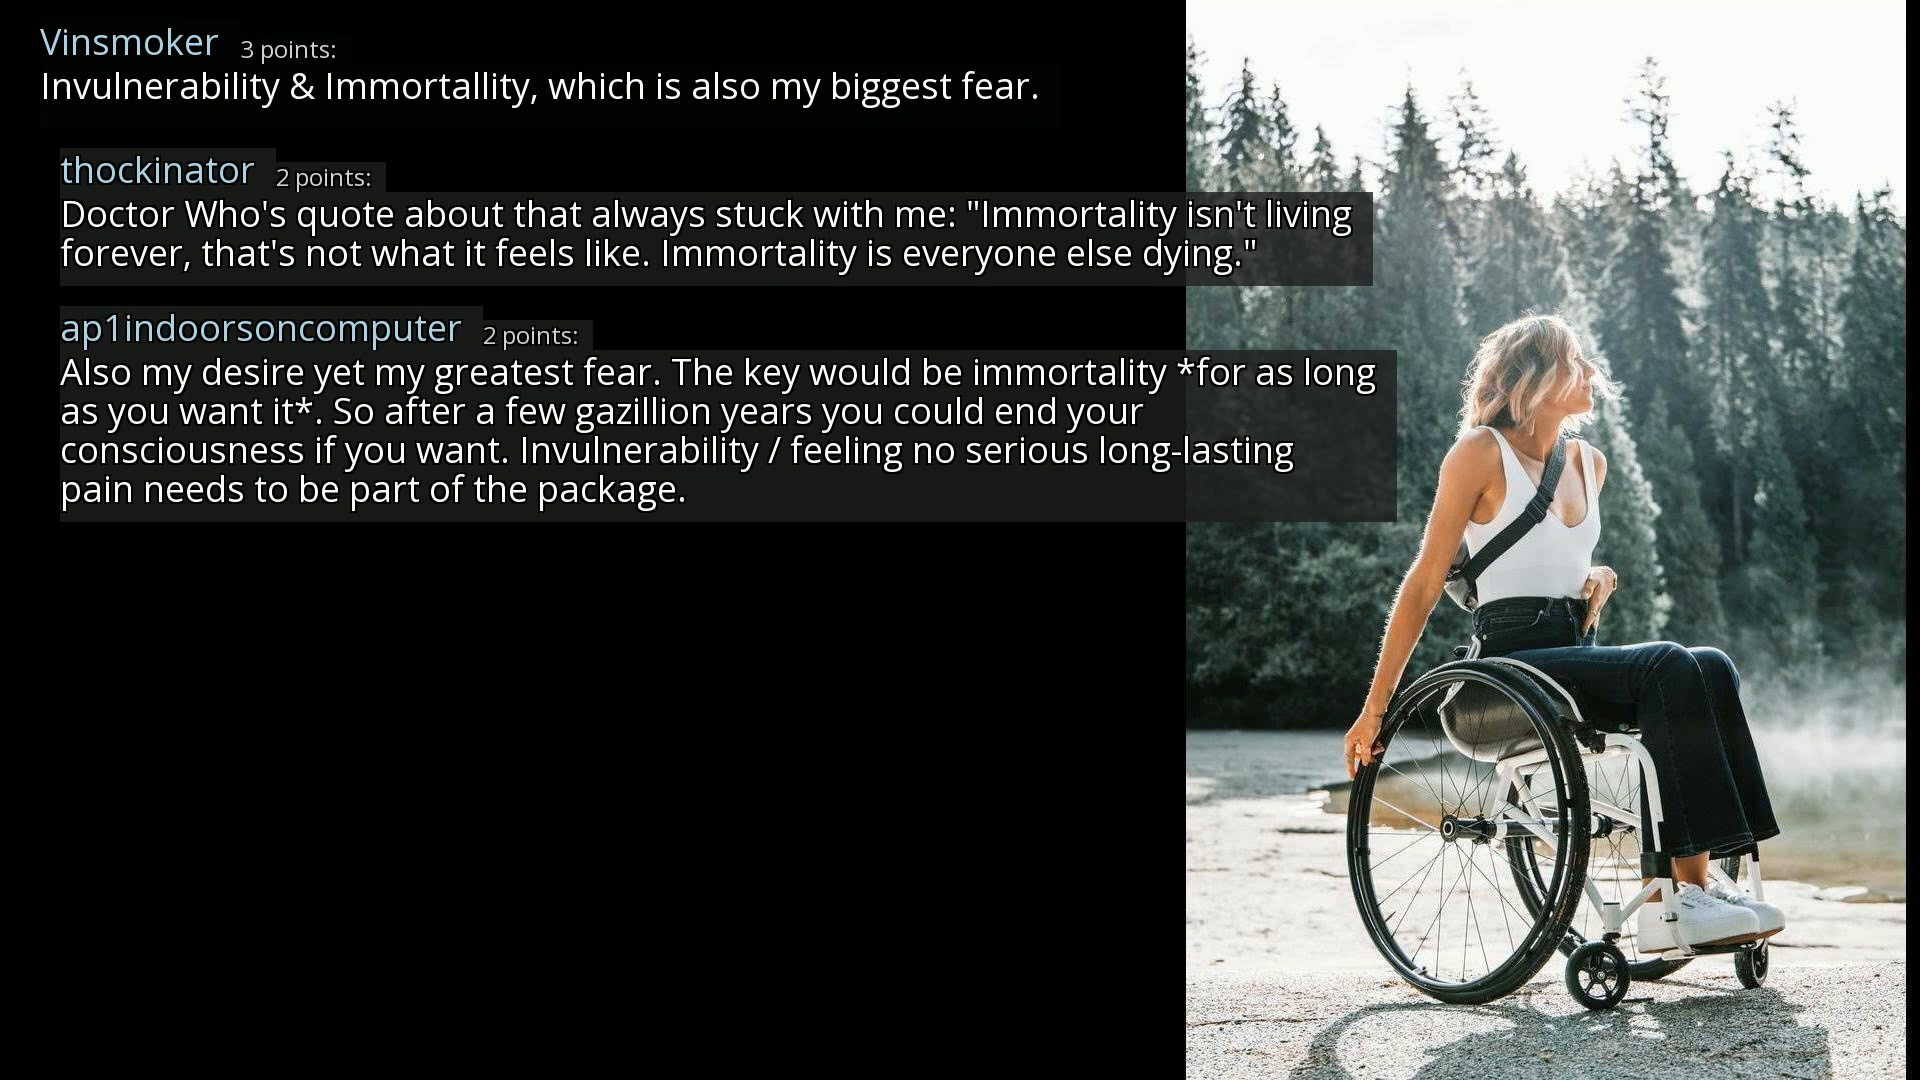 Vinsmoker 3 points:
Invulnerability & Immortallity, which is also my biggest fear.
thockinator 2 points:
Doctor Who's quote about that always stuck with me: "Immortality isn't living
forever, that's not what it feels like. Immortality is everyone else dying."
ap1indoorsoncomputer 2 points:
Also my desire yet my greatest fear. The key would be immortality *for as long
as you want it*. So after a few gazillion years you could end your
consciousness if you want. Invulnerability / feeling no serious long-lasting
pain needs to be part of the package.